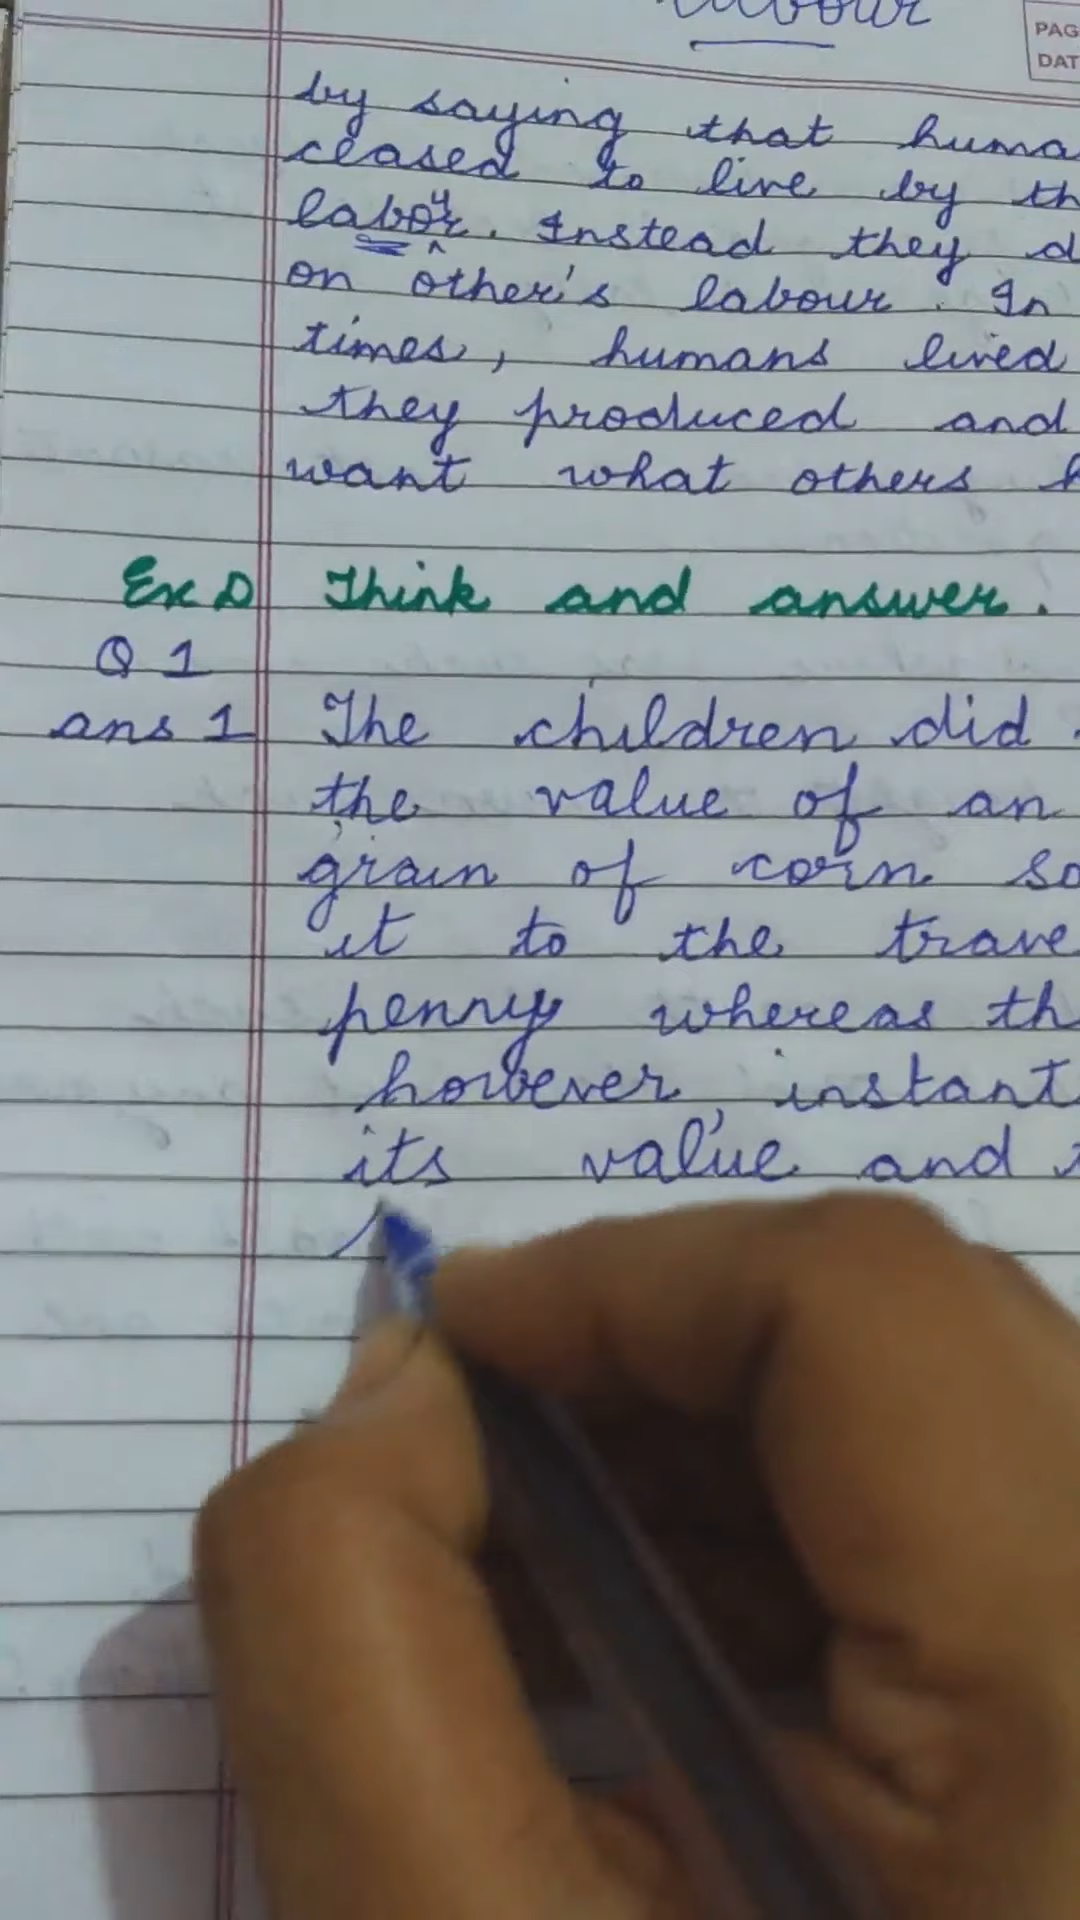 labour
PAG
DAT
by saying that huma
ceased to live by th
labour. Instead they d
on other's labour. In
times, humans lived
they produced and
want what others h
Ex D Think and answer.
Q 1
ans 1 The children did
the value of an
grain of corn so
it to the trave
penny whereas th
however instant
its value and